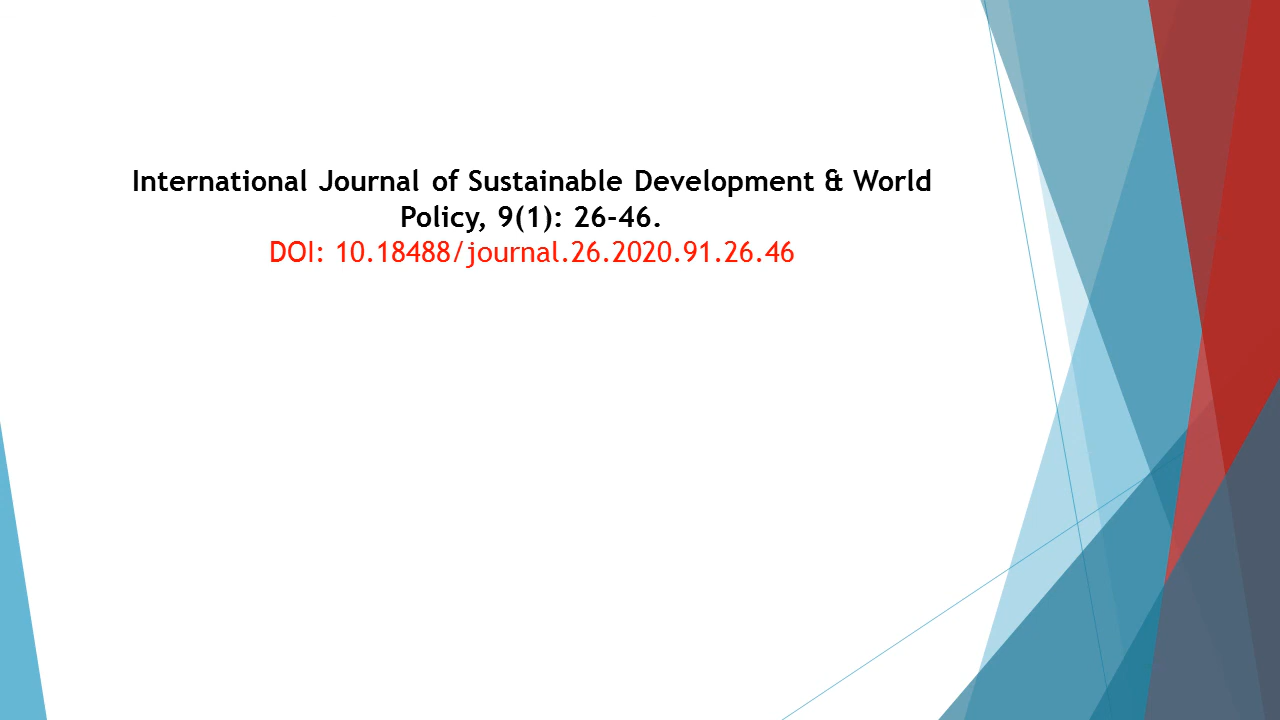 International Journal of Sustainable Development & World
Policy, 9(1): 26-46.
DOI: 10.18488/journal.26.2020.91.26.46